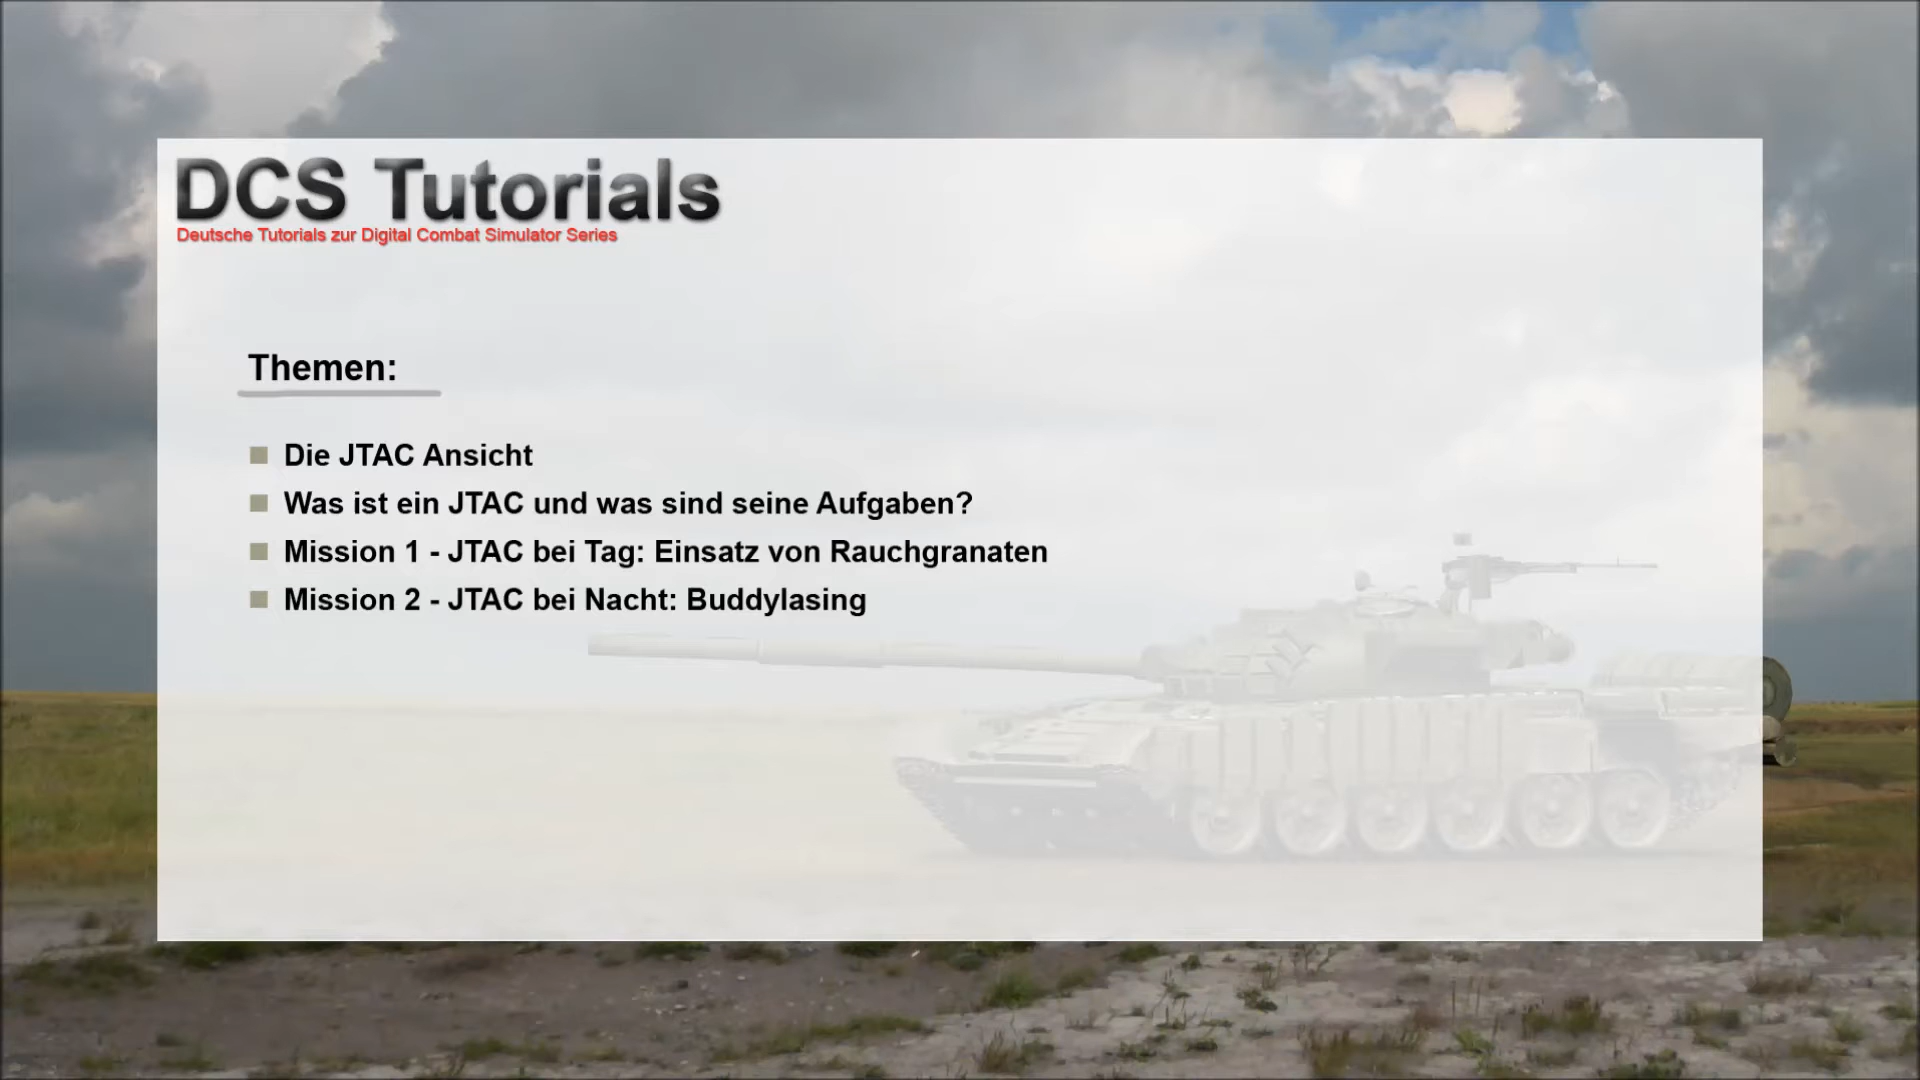 DCS Tutorials
Deutsche Tutorials zur Digital Combat Simulator Series
Themen:
Die JTAC Ansicht
Was ist ein JTAC und was sind seine Aufgaben?
Mission 1 - JTAC bei Tag: Einsatz von Rauchgranaten
Mission 2 - JTAC bei Nacht: Buddylasing